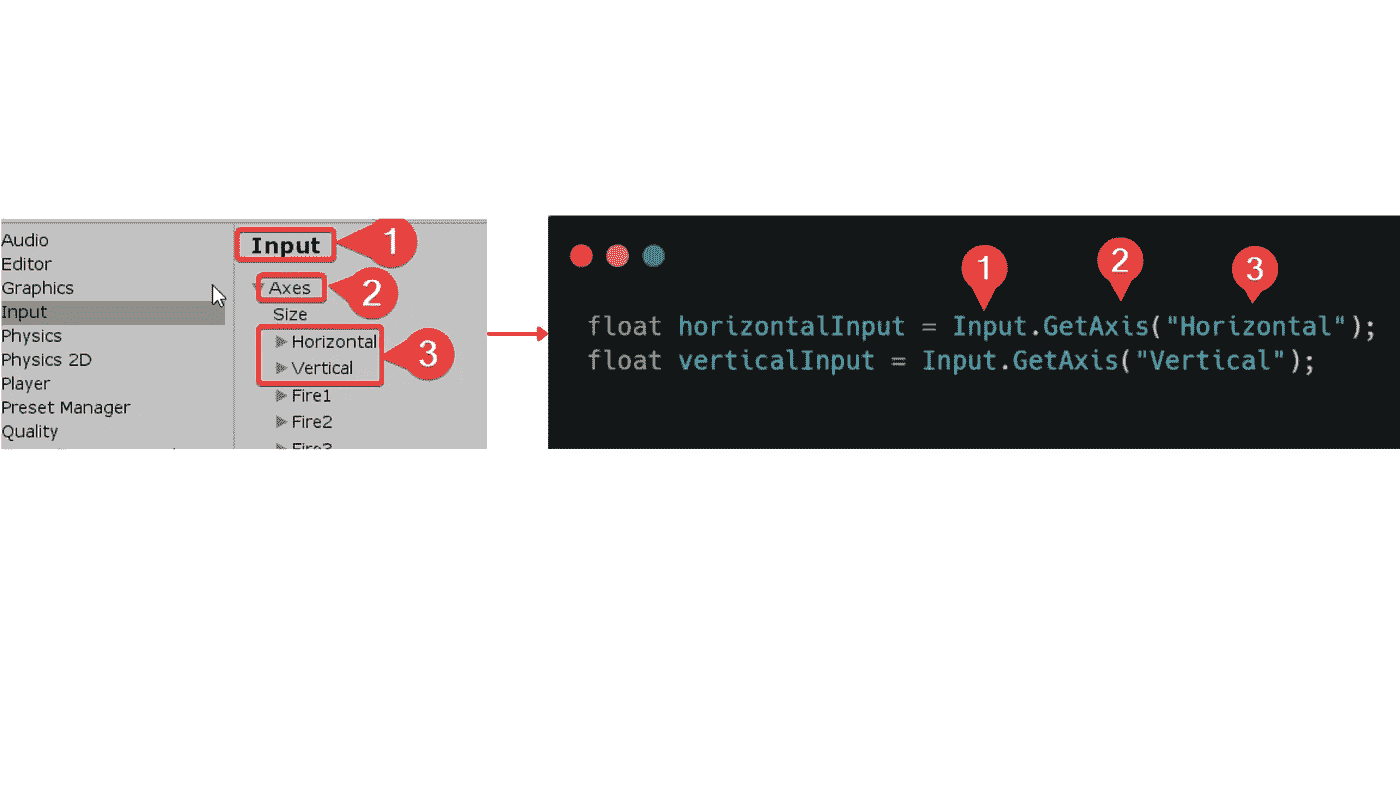 Audio
Editor
Graphics
Input
Physics
Physics 2D
Player
Preset Manager
Quality
Input
1
Axes
2
Size
Horizontal
Vertical
3
Fire1
Fire2
Fire3
1
2
3
float horizontalInput = Input.GetAxis("Horizontal");
float verticalInput = Input.GetAxis("Vertical");